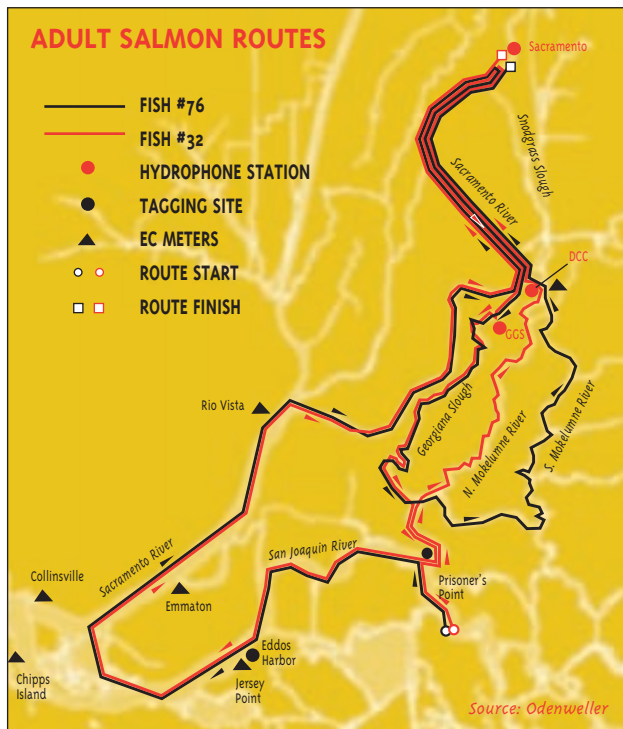 ADULT SALMON ROUTES
FISH #76
FISH #32
HYDROPHONE STATION
TAGGING SITE
EC METERS
ROUTE START
ROUTE FINISH
Sacramento
Snodgrass Slough
Sacramento River
DCC
GGS
Rio Vista
Georgiana Slough
N. Mokelumne River
S. Mokelumne River
Sacramento River
San Joaquin River
Prisoner's
Point
Collinsville
Emmaton
Eddos
Harbor
Jersey
Point
Chipps
Island
Source: Odenweller